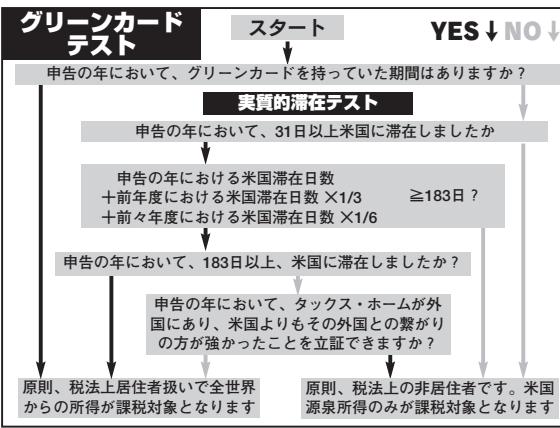 グリーンカード
テスト
スタート
YES↓NO↓
申告の年において、グリーンカードを持っていた期間はありますか？
実質的滞在テスト
申告の年において、31日以上米国に滞在しましたか
申告の年における米国滞在日数
＋前年度における米国滞在日数 ×1/3
＋前々年度における米国滞在日数 ×1/6
≧183日？
申告の年において、183日以上、米国に滞在しましたか？
申告の年において、タックス・ホームが外
国にあり、米国よりもその外国との繋がり
の方が強かったことを立証できますか？
原則、税法上居住者扱いで全世界
からの所得が課税対象となります
原則、税法上の非居住者です。米国
源泉所得のみが課税対象となります